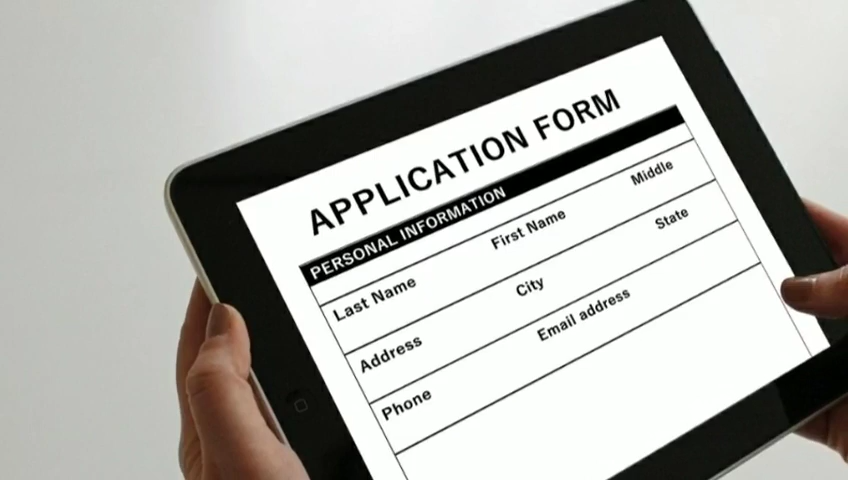 APPLICATION FORM
PERSONAL INFORMATION
Last Name First Name Middle
Address City State
Phone Email address